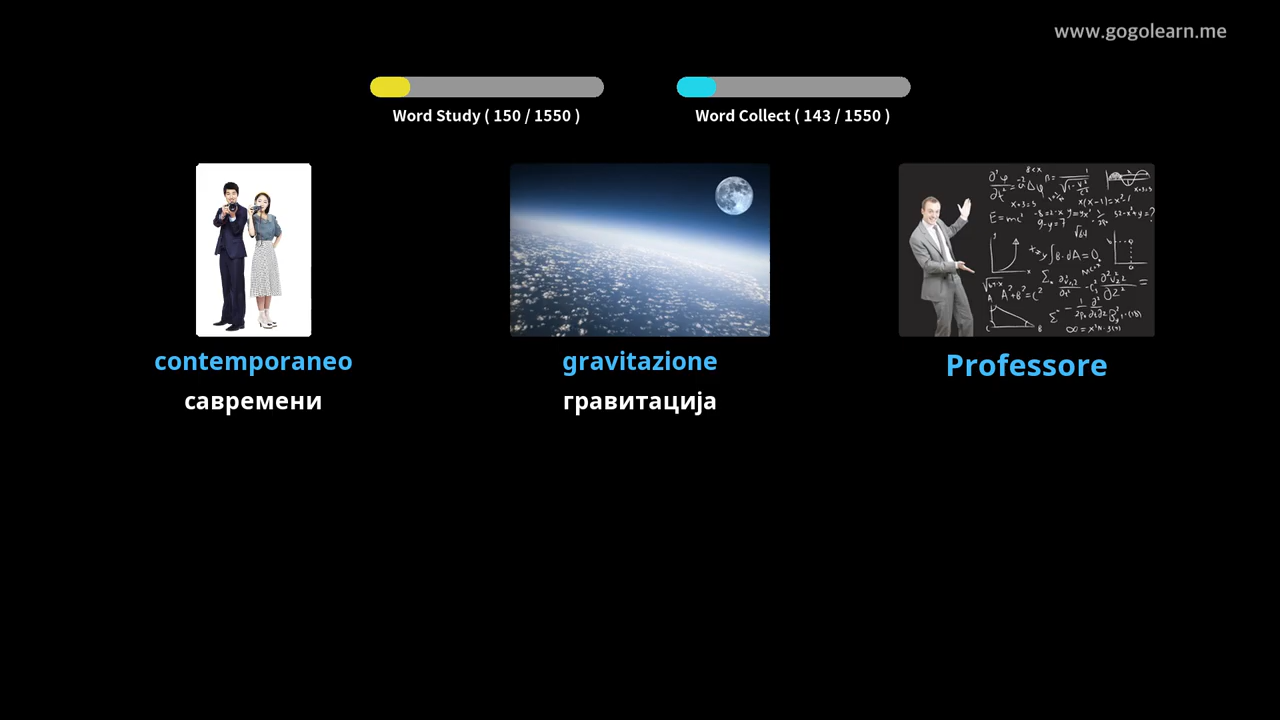 www.gogolearn.me
Word Study ( 150 / 1550 )
Word Collect ( 143 / 1550 )
contemporaneo
gravitazione
Professore
савремени
гравитација